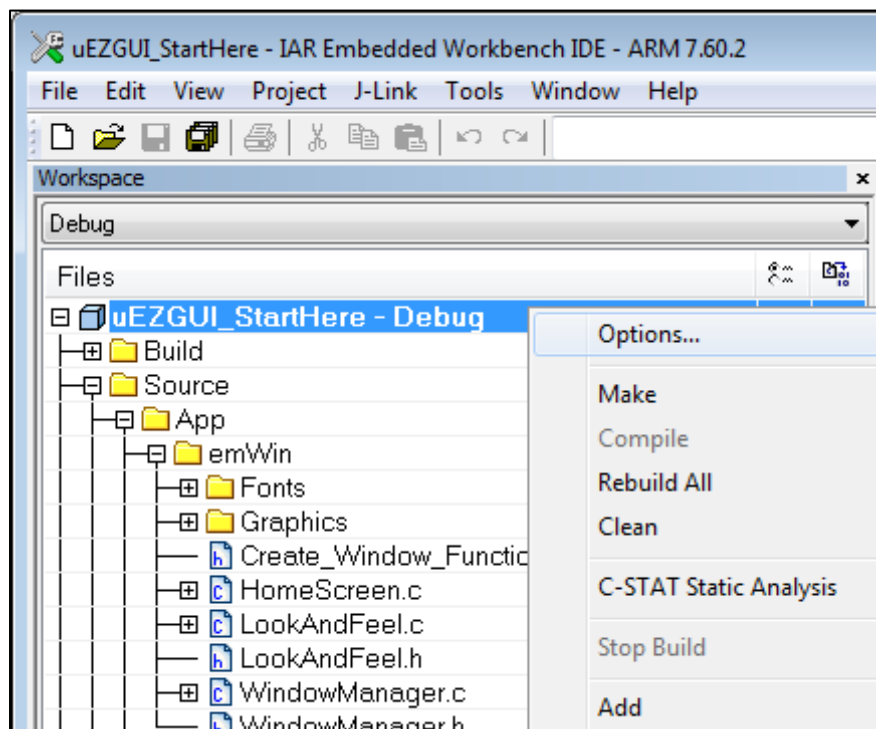 uEZGUI_StartHere - IAR Embedded Workbench IDE - ARM 7.60.2
File Edit View Project J-Link Tools Window Help
Workspace
Debug
Files
uEZGUI_StartHere - Debug
Options...
Build
Source
Make
App
Compile
emWin
Rebuild All
Fonts
Graphics
Clean
Create_Window_Functio
HomeScreen.c
C-STAT Static Analysis
LookAndFeel.c
LookAndFeel.h
Stop Build
WindowManager.c
Add
WindowManager.h